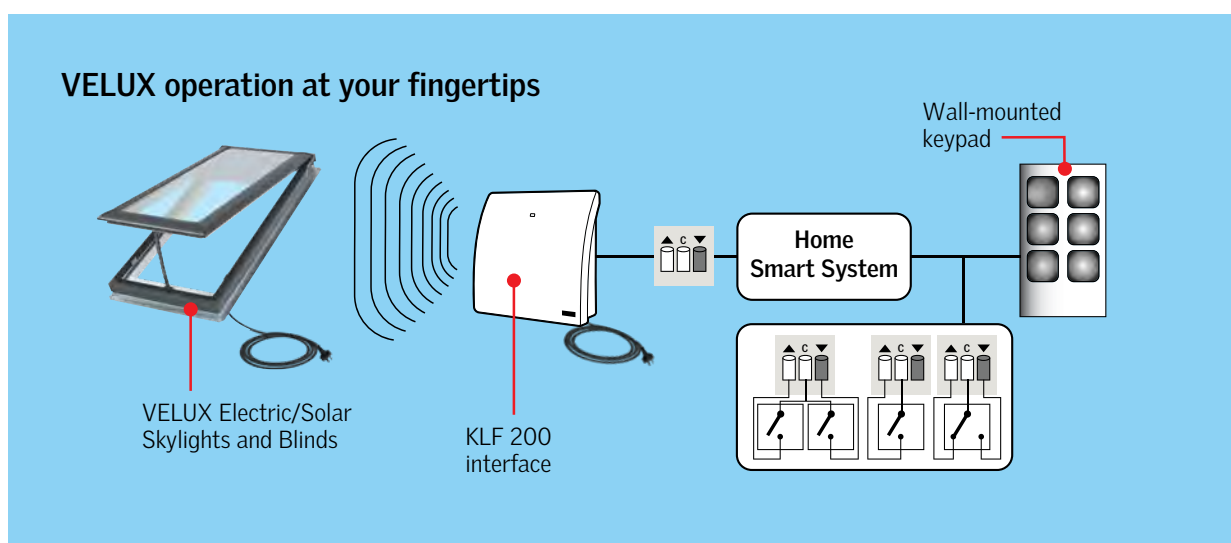 VELUX operation at your fingertips
Wall-mounted
keypad
▲ C ▼
Home
Smart System
▲ C ▼
▲ C ▼
▲ C ▼
VELUX Electric/Solar
Skylights and Blinds
KLF 200
interface